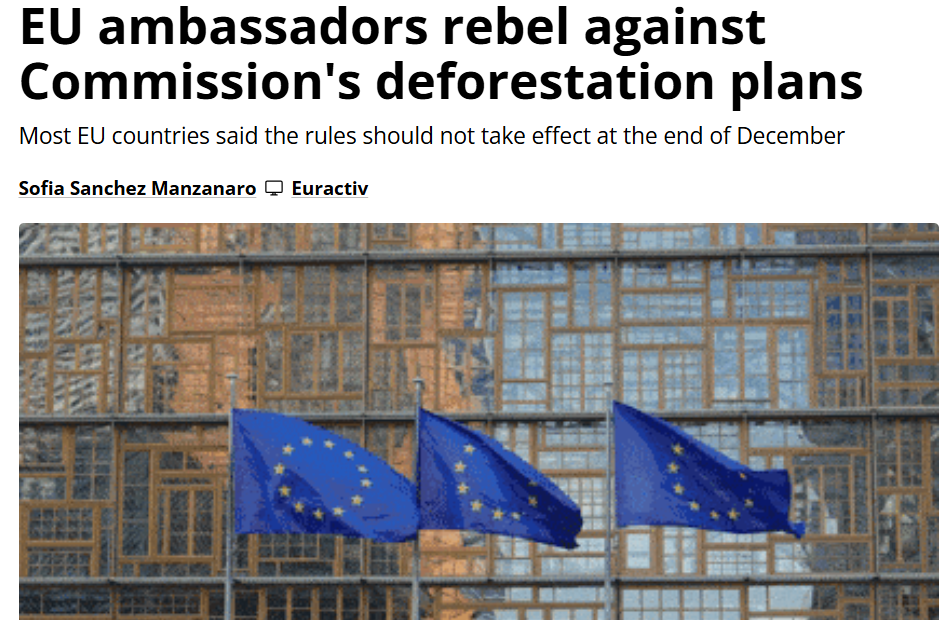 EU ambassadors rebel against
Commission's deforestation plans
Most EU countries said the rules should not take effect at the end of December
Sofia Sanchez Manzanaro Euractiv